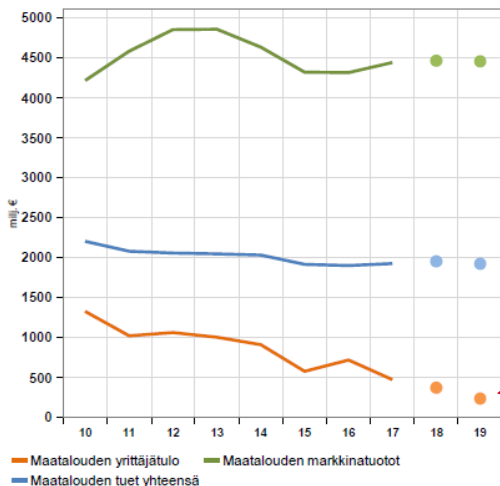 5000
4500
4000
3500
3000
2500
2000
1500
1000
500
0
milj. €
10 11 12 13 14 15 16 17 18 19
Maatalouden yrittäjätulo Maatalouden markkinatuotot
Maatalouden tuet yhteensä